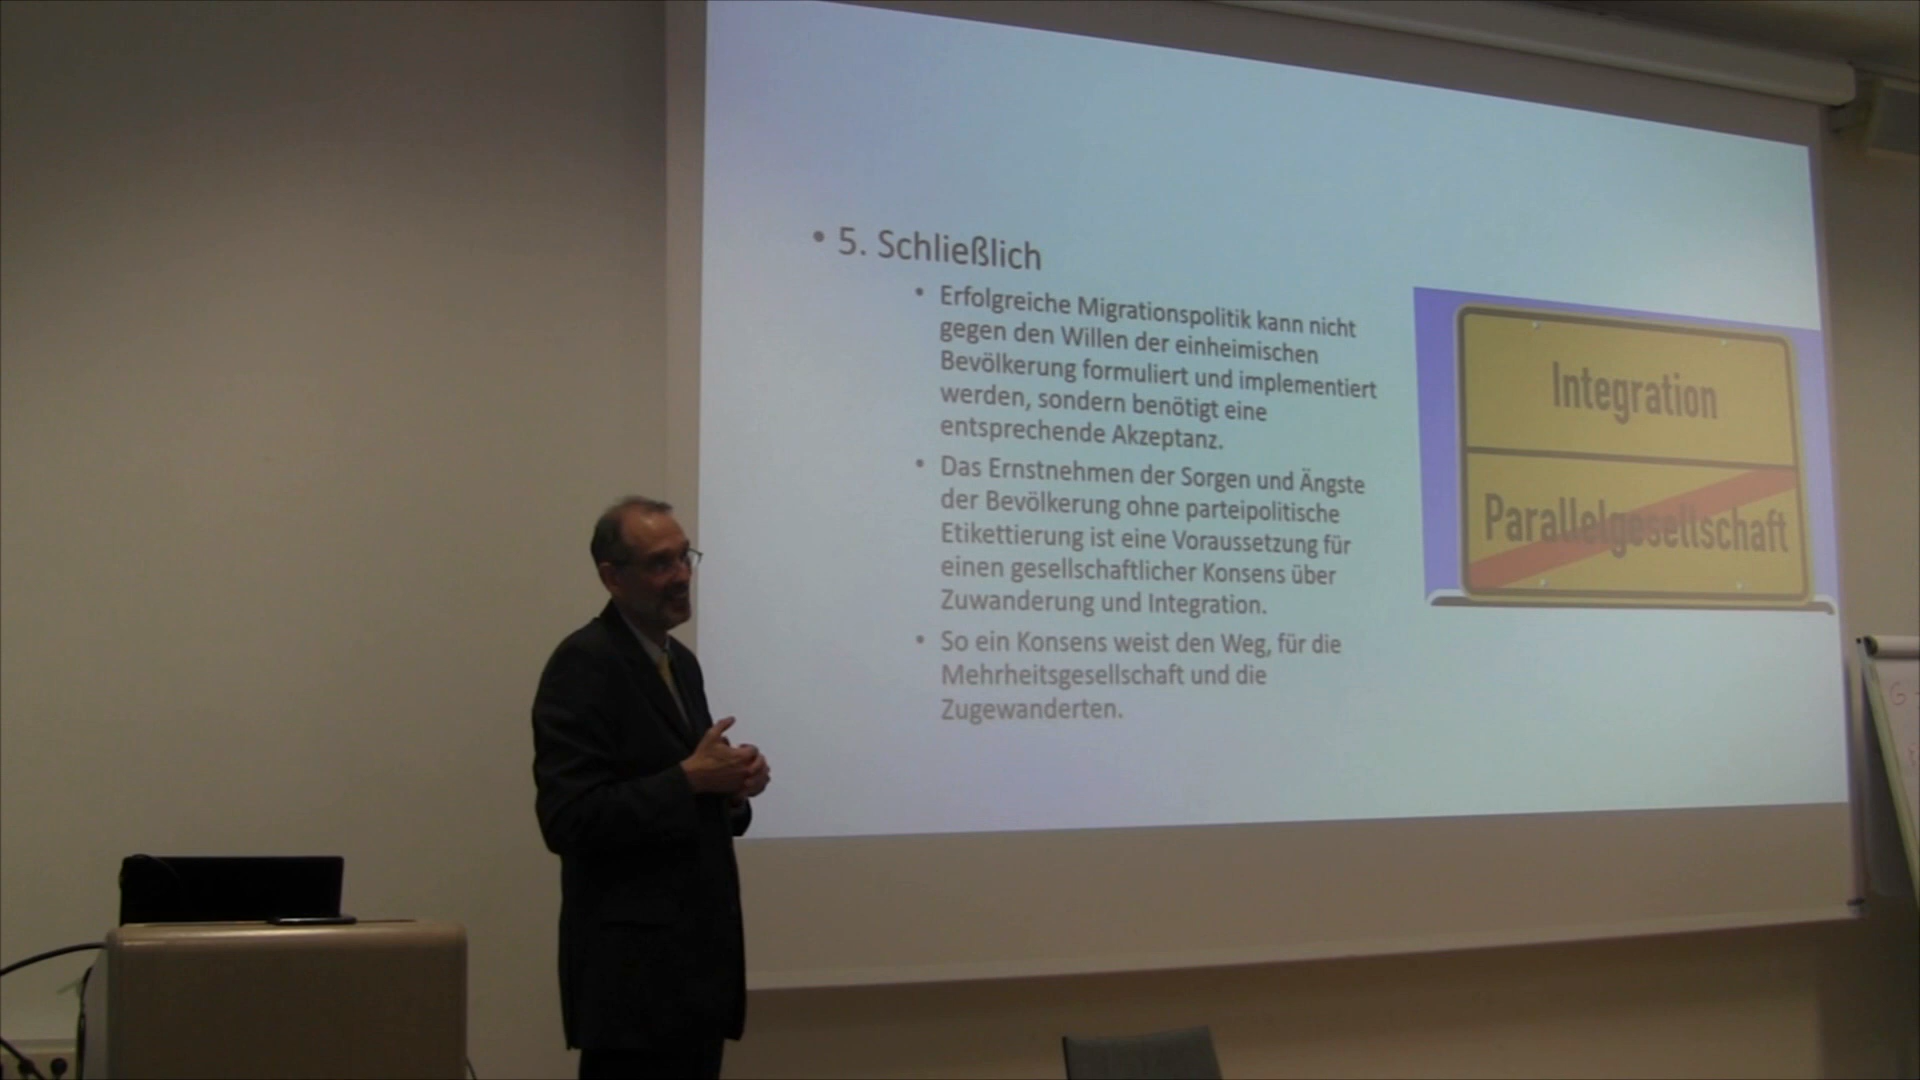 • 5. Schließlich
• Erfolgreiche Migrationspolitik kann nicht
gegen den Willen der einheimischen
Bevölkerung formuliert und implementiert
werden, sondern benötigt eine
entsprechende Akzeptanz.
• Das Ernstnehmen der Sorgen und Ängste
der Bevölkerung ohne parteipolitische
Etikettierung ist eine Voraussetzung für
einen gesellschaftlicher Konsens über
Zuwanderung und Integration.
• So ein Konsens weist den Weg, für die
Mehrheitsgesellschaft und die
Zugewanderten.
Integration
Parallelgesellschaft